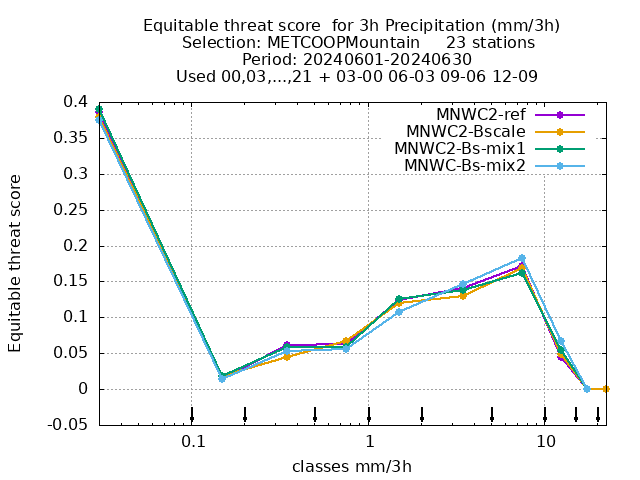 Equitable threat score  for 3h Precipitation (mm/3h)
Selection: METCOOPMountain     23 stations
Period: 20240601-20240630
Used 00,03,...,21 + 03-00 06-03 09-06 12-09
MNWC2-ref
MNWC2-Bscale
MNWC2-Bs-mix1
MNWC-Bs-mix2
Equitable threat score
0.4
0.35
0.3
0.25
0.2
0.15
0.1
0.05
0
-0.05
0.1
1
10
classes mm/3h